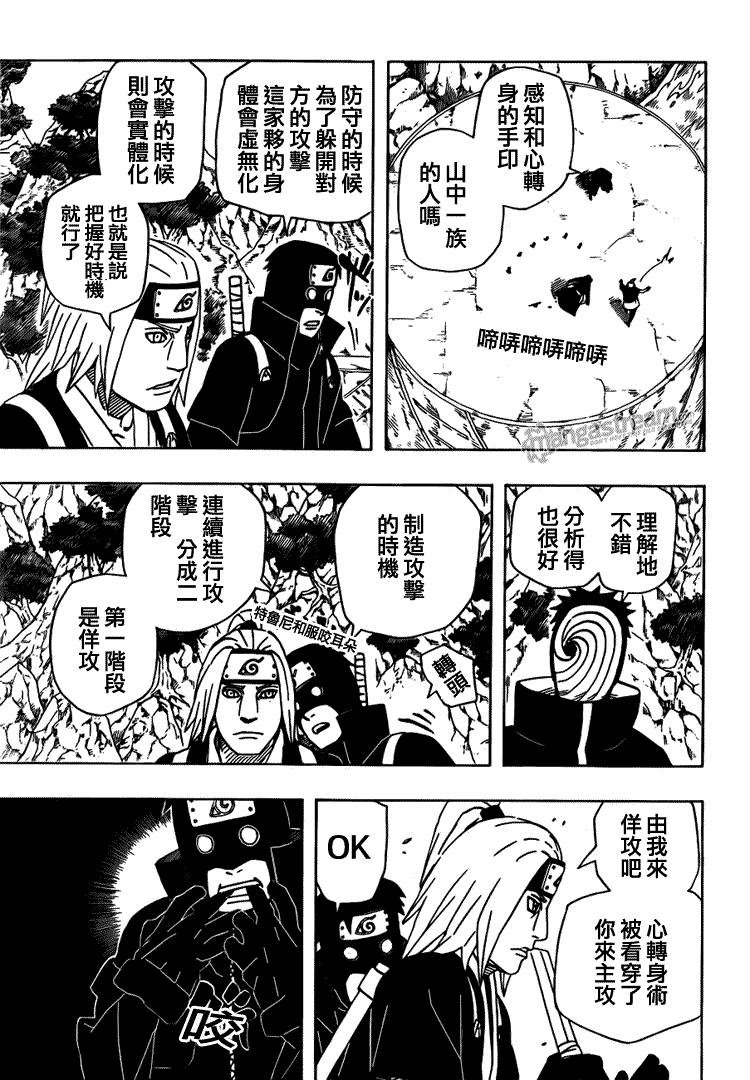 感知和心轉
身的手印
山中一族
的人嗎
啼哢啼哢啼哢
mangastream
防守的時候
為了躲開對
方的攻擊
這家夥的身
體會虛無化
攻擊的時候
則會實體化
也就是說
把握好時機
就行了
理解地
不錯
分析得
也很好
制造攻擊
的時機
轉頭
特魯尼和服咬耳朵
連續進行攻
擊 分成二
階段
第一階段
是佯攻
由我來
佯攻吧
心轉身術
被看穿了
你來主攻
OK
咬